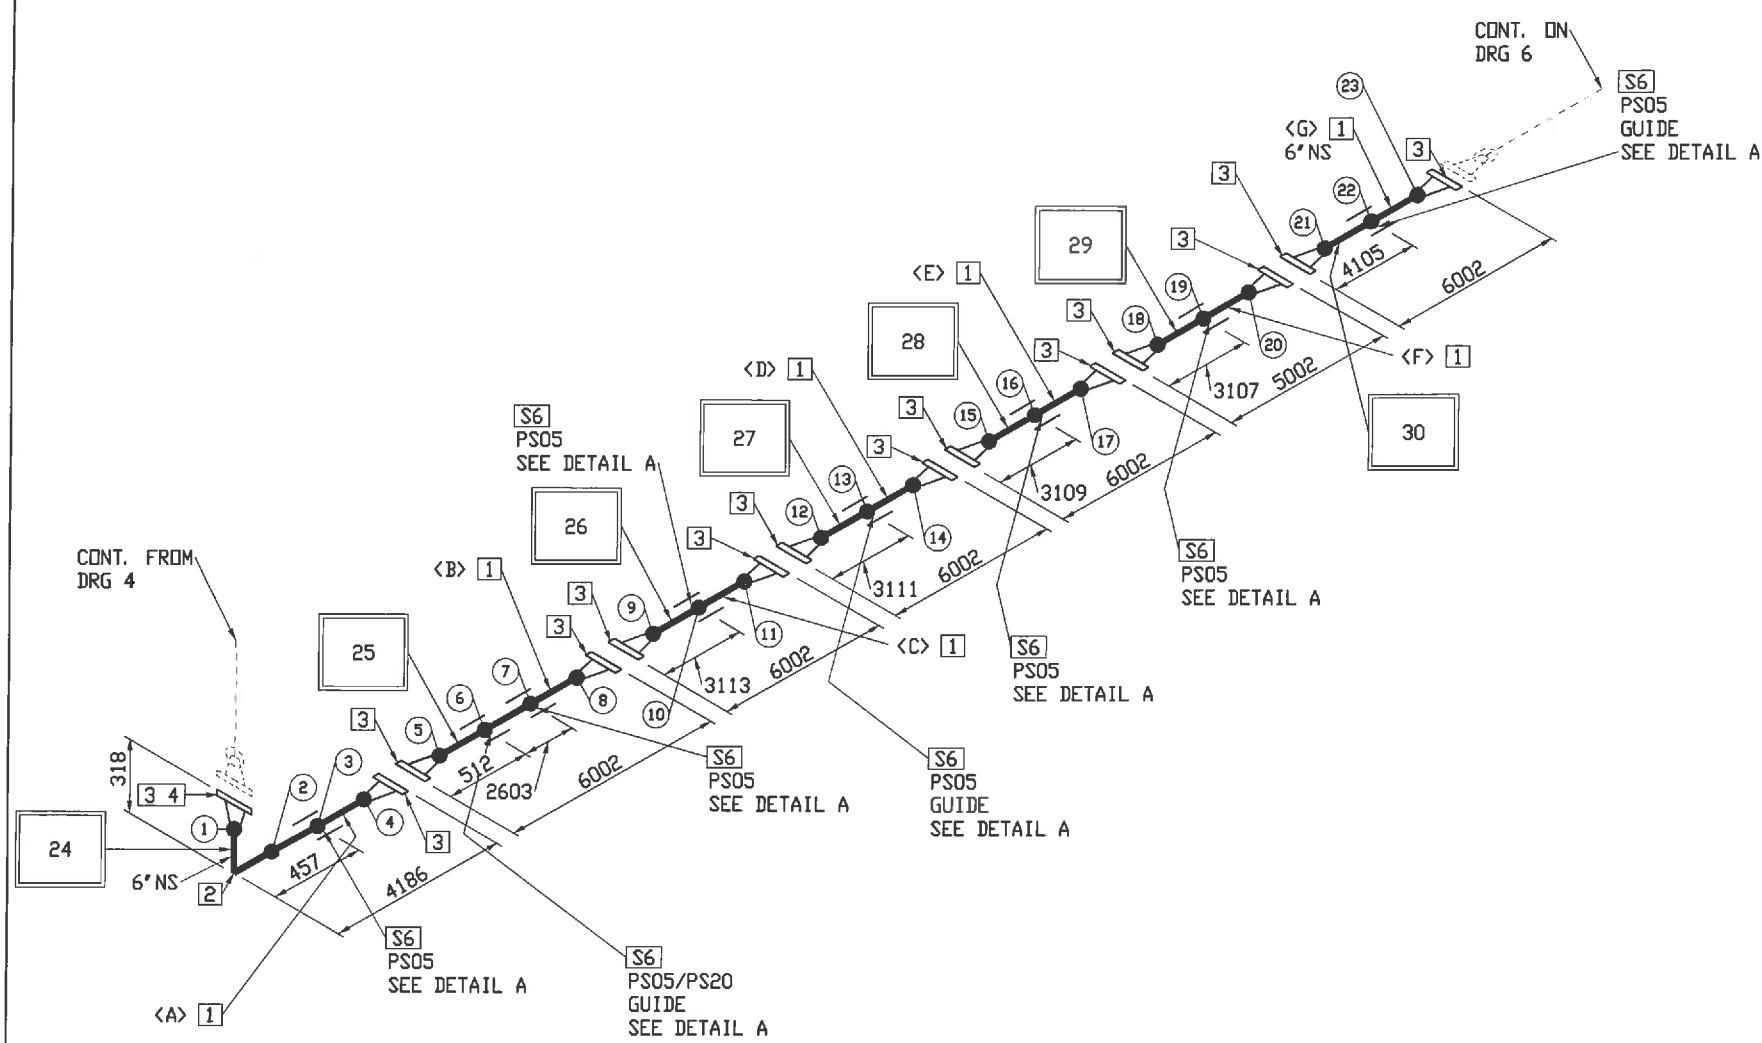 CONT. ON
DRG 6
S6
PS05
GUIDE
SEE DETAIL A
23
<G> 1
6"NS
3
3
22
21
4105
6002
29
3
3
<E> 1
19
18
20
<F> 1
3107
5002
30
28
3
3
16
15
17
<D> 1
3109
6002
S6
PS05
SEE DETAIL A
27
3
3
13
12
14
3111
6002
S6
PS05
SEE DETAIL A
26
3
3
9
11
10
<C> 1
3113
6002
S6
PS05
SEE DETAIL A
CONT. FROM
DRG 4
<B> 1
25
3
3
7
6
5
8
512
2603
6002
S6
PS05
SEE DETAIL A
S6
PS05
GUIDE
SEE DETAIL A
318
3 4
2
3
1
4
3
24
6"NS
2
457
4186
S6
PS05
SEE DETAIL A
S6
PS05/PS20
GUIDE
SEE DETAIL A
<A> 1